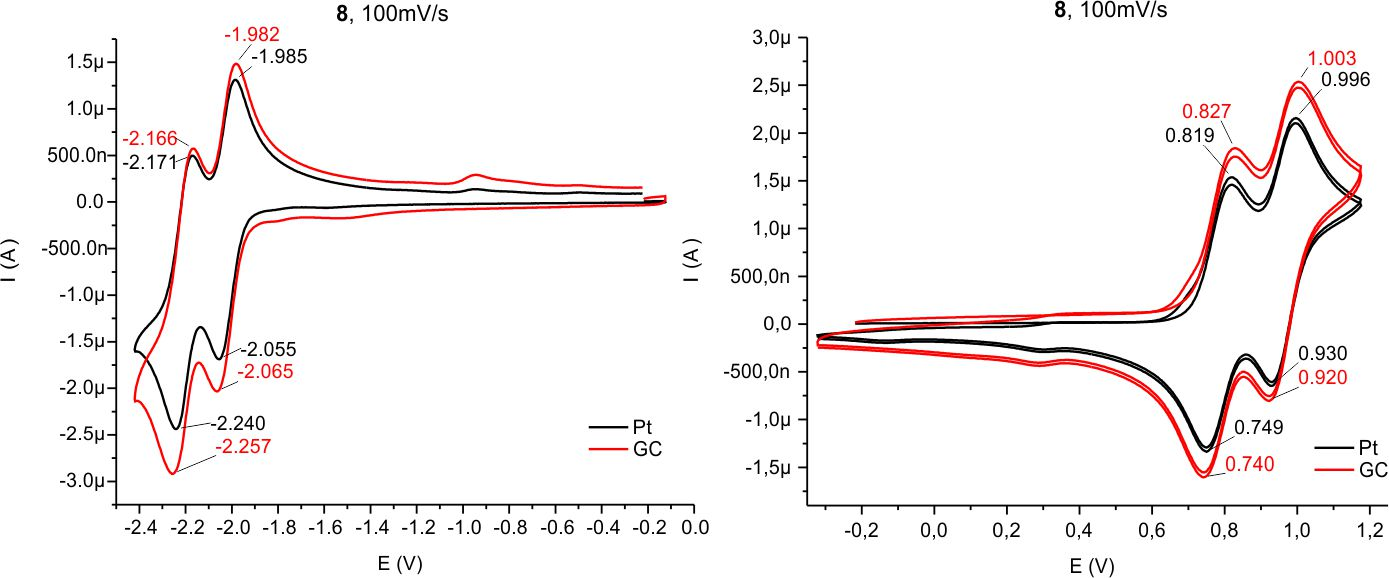 8, 100mV/s
-1.982
-1.985
-2.166
-2.171
-2.055
-2.065
-2.240
-2.257
1.5µ
1.0µ
500.0n
0.0
-500.0n
-1.0µ
-1.5µ
-2.0µ
-2.5µ
-3.0µ
I (A)
Pt
GC
-2.4 -2.2 -2.0 -1.8 -1.6 -1.4 -1.2 -1.0 -0.8 -0.6 -0.4 -0.2 0.0
E (V)
8, 100mV/s
1.003
0.996
0.827
0.819
0.930
0.920
0.749
0.740
3,0µ
2,5µ
2,0µ
1,5µ
1,0µ
500,0n
0,0
-500,0n
-1,0µ
-1,5µ
I (A)
Pt
GC
-0,2 0,0 0,2 0,4 0,6 0,8 1,0 1,2
E (V)